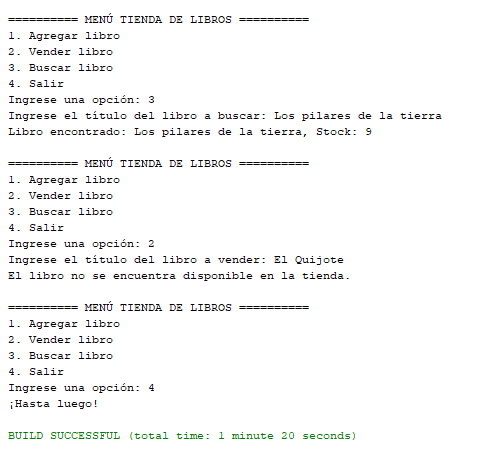 ========== MENÚ TIENDA DE LIBROS ==========
1. Agregar libro
2. Vender libro
3. Buscar libro
4. Salir
Ingrese una opción: 3
Ingrese el título del libro a buscar: Los pilares de la tierra
Libro encontrado: Los pilares de la tierra, Stock: 9
========== MENÚ TIENDA DE LIBROS ==========
1. Agregar libro
2. Vender libro
3. Buscar libro
4. Salir
Ingrese una opción: 2
Ingrese el título del libro a vender: El Quijote
El libro no se encuentra disponible en la tienda.
========== MENÚ TIENDA DE LIBROS ==========
1. Agregar libro
2. Vender libro
3. Buscar libro
4. Salir
Ingrese una opción: 4
¡Hasta luego!
BUILD SUCCESSFUL (total time: 1 minute 20 seconds)